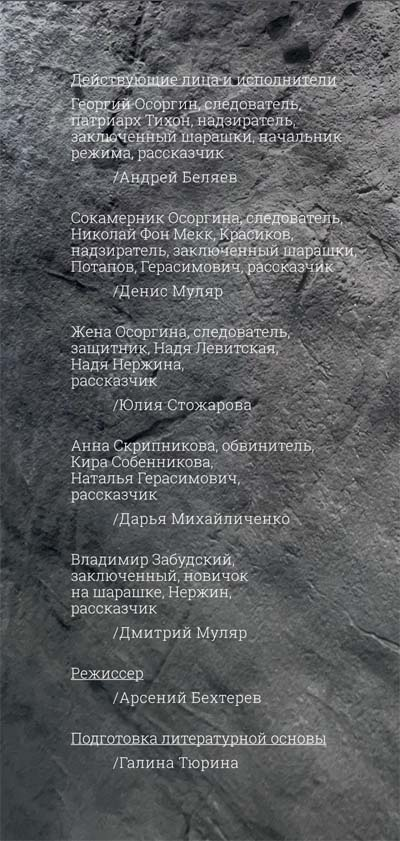 Действующие лица и исполнители
Георгий Осоргин, следователь,
патриарх Тихон, надзиратель,
заключенный шарашки, начальник
режима, рассказчик
/Андрей Беляев
Сокамерник Осоргина, следователь,
Николай Фон Мекк, Красиков,
надзиратель, заключенный шарашки,
Потапов, Герасимович, рассказчик
/Денис Муляр
Жена Осоргина, следователь,
защитник, Надя Левитская,
Надя Нержина,
рассказчик
/Юлия Стожарова
Анна Скрипникова, обвинитель,
Кира Собенникова,
Наталья Герасимович,
рассказчик
/Дарья Михайличенко
Владимир Забудский,
заключенный, новичок
на шарашке, Нержин,
рассказчик
/Дмитрий Муляр
Режиссер
/Арсений Бехтерев
Подготовка литературной основы
/Галина Тюрина